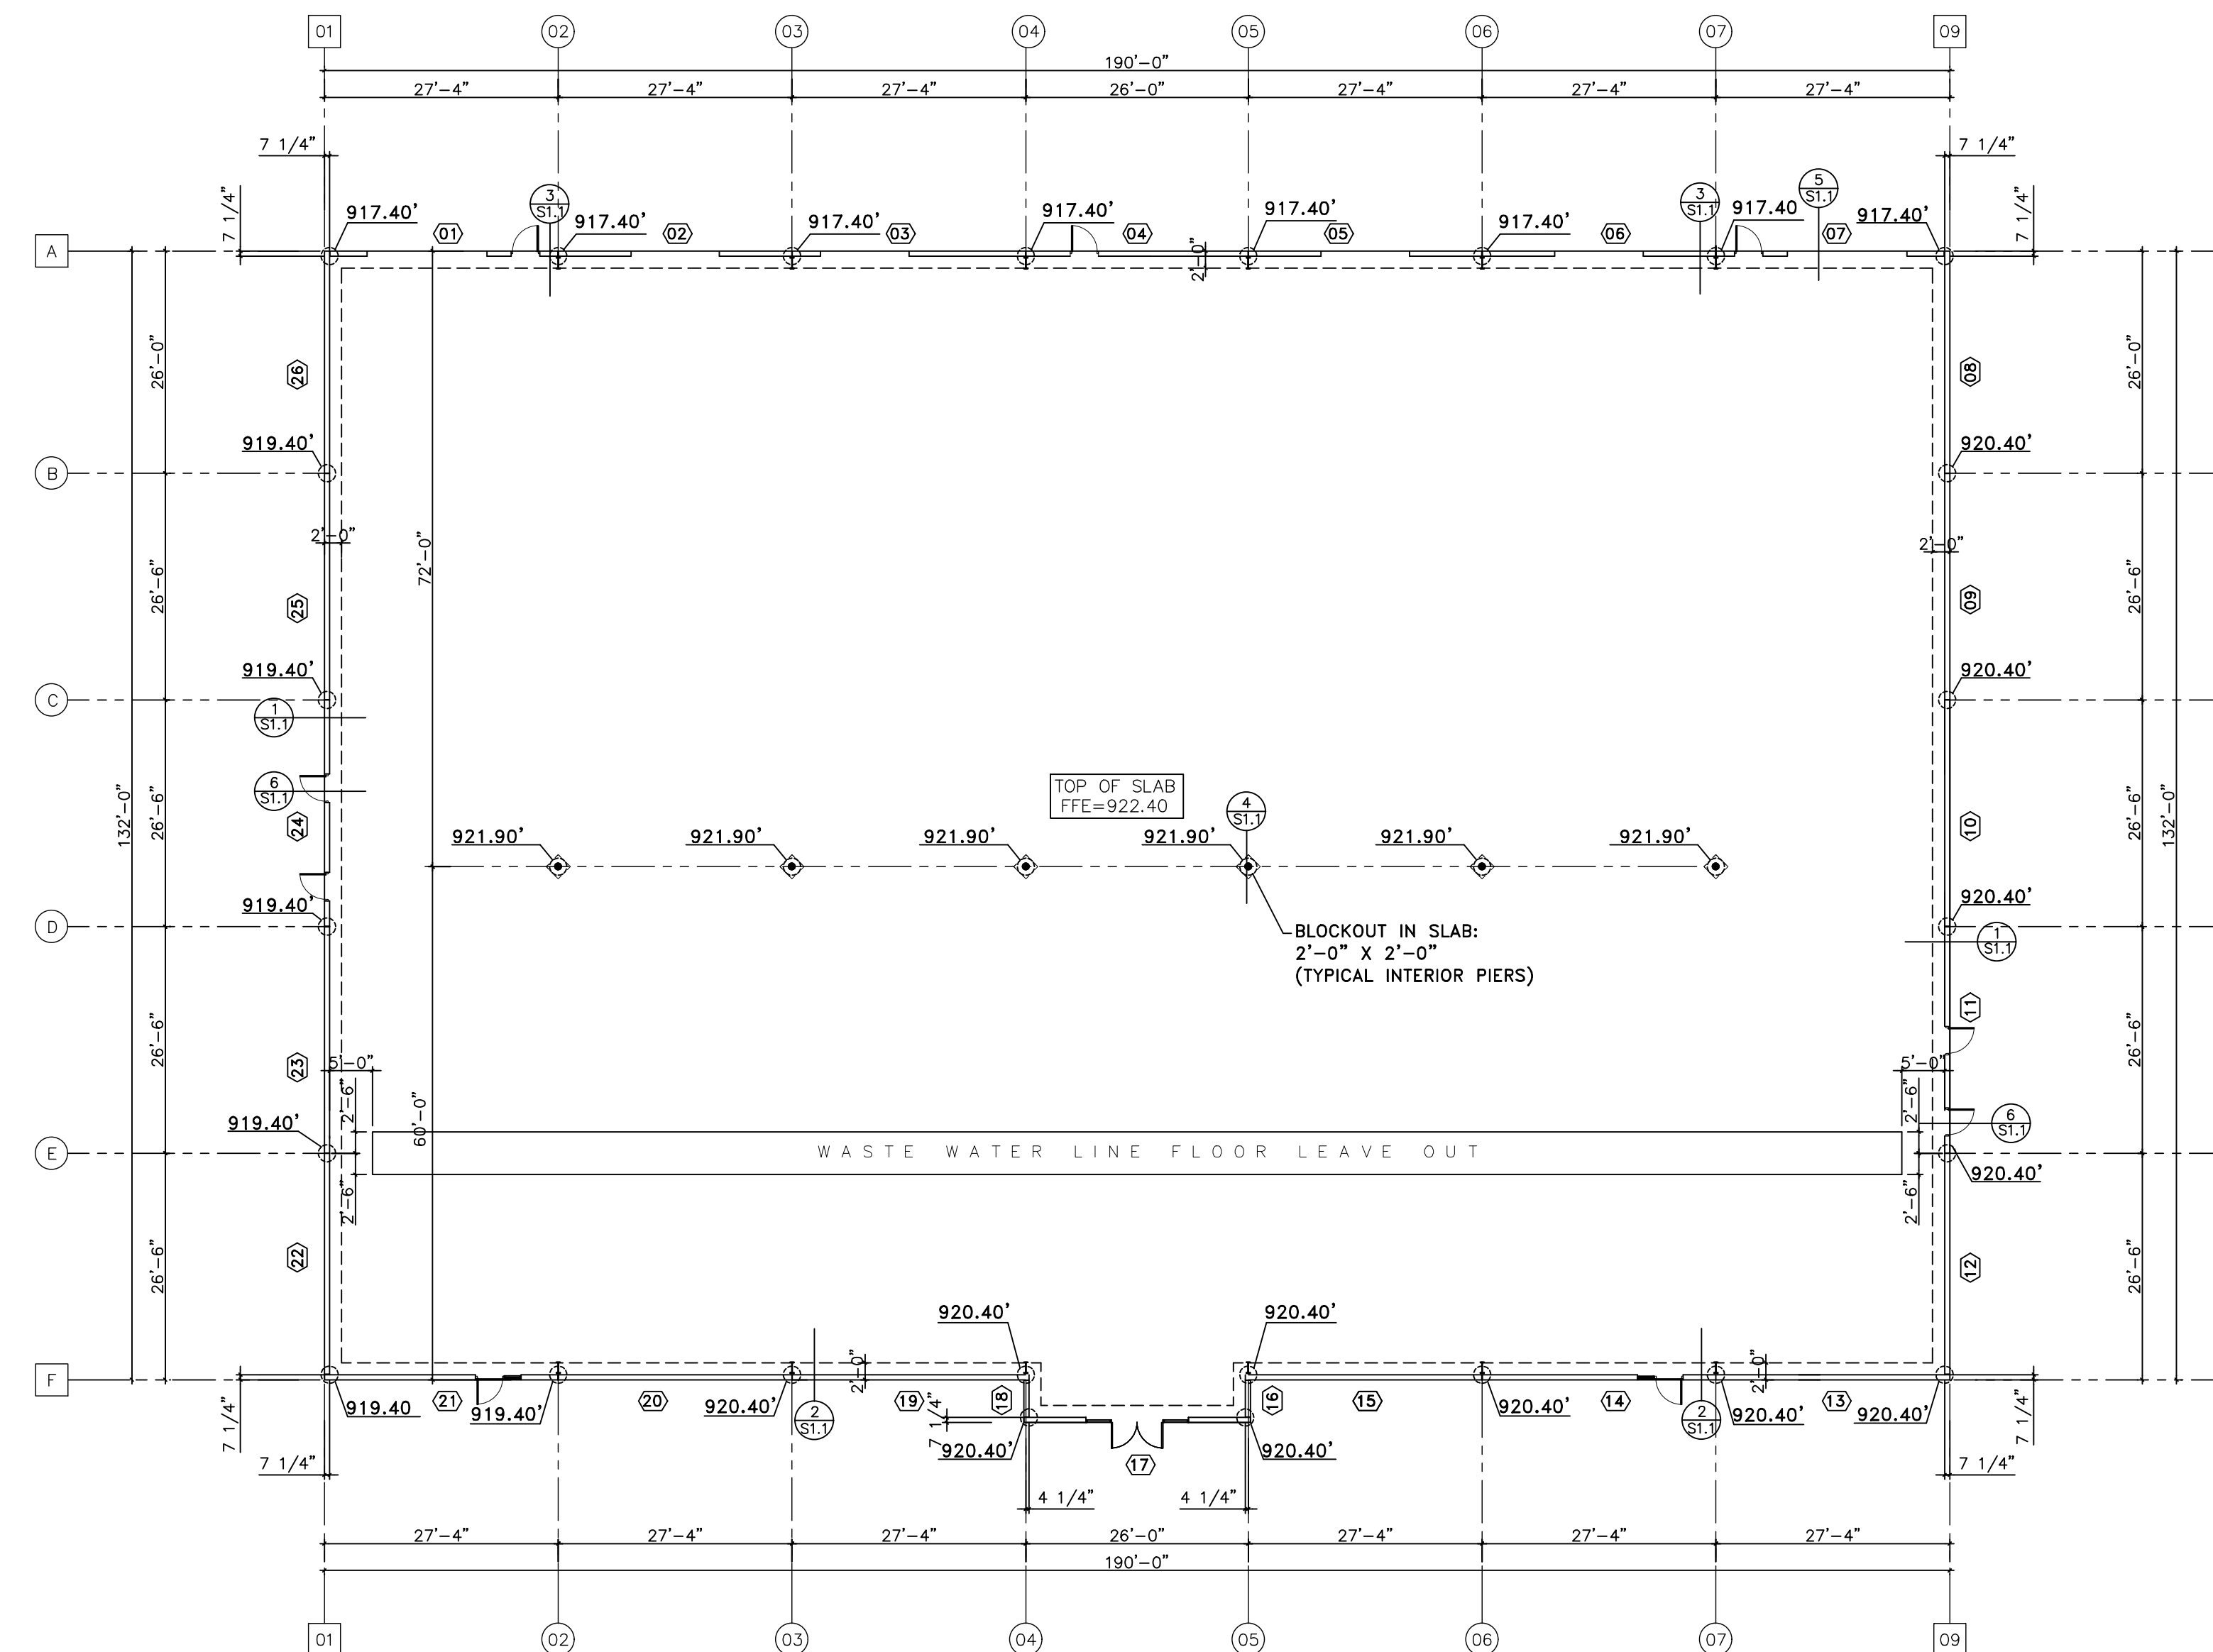 01 02 03 04 05 06 07 09
190'-0"
27'-4" 27'-4" 27'-4" 26'-0" 27'-4" 27'-4" 27'-4"
7 1/4" 7 1/4"
7 1/4" 917.40' 01 3 S1.1 917.40' 02 917.40' 03 917.40' 04 917.40' 05 917.40' 06 3 S1.1 917.40 5 S1.1 07 917.40' 7 1/4"
A
2'-0"
26'-0" 26 08 26'-0"
919.40' 920.40'
B
2'-0" 72'-0" 2'-0"
26'-6" 25 09 26'-6"
919.40' 920.40'
C
1
S1.1
6
S1.1
TOP OF SLAB
FFE=922.40
4
S1.1
132'-0" 26'-6" 24 10 26'-6" 132'-0"
921.90' 921.90' 921.90' 921.90' 921.90' 921.90'
919.40' 920.40'
D
BLOCKOUT IN SLAB:
2'-0" X 2'-0"
(TYPICAL INTERIOR PIERS)
1
S1.1
26'-6" 23 11 26'-6"
5'-0" 5'-0"
2'-6" 60'-0" 2'-6"
919.40' 6 S1.1
E
WASTE WATER LINE FLOOR LEAVE OUT
920.40'
2'-6" 2'-6"
26'-6" 22 12 26'-6"
920.40' 920.40'
F
2'-0" 2'-0"
7 1/4" 919.40 21 919.40' 20 920.40' 2 S1.1 19 18 16 15 920.40' 14 2 S1.1 920.40' 13 920.40' 7 1/4"
7 1/4" 920.40' 17 920.40'
7 1/4" 7 1/4"
4 1/4" 4 1/4"
27'-4" 27'-4" 27'-4" 26'-0" 27'-4" 27'-4" 27'-4"
190'-0"
01 02 03 04 05 06 07 09